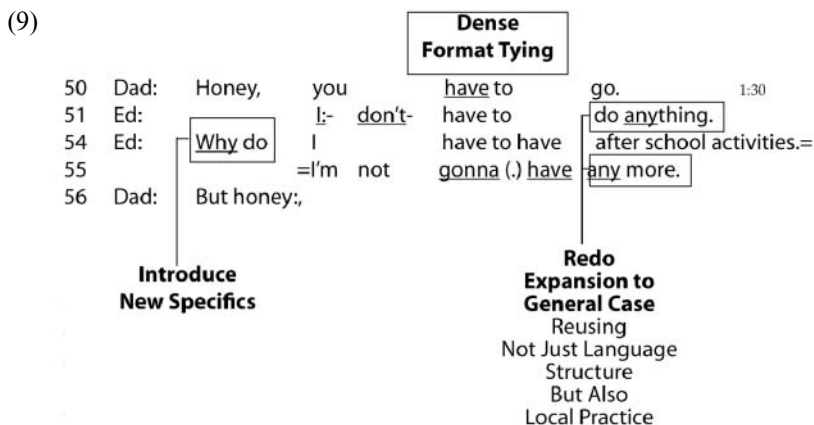 (9)
Dense
Format Tying
50 Dad: Honey, you have to go. 1:30
51 Ed: I:- don't- have to do anything.
54 Ed: Why do I have to have after school activities.=
55 =I'm not gonna (.) have any more.
56 Dad: But honey:,
Introduce
New Specifics
Redo
Expansion to
General Case
Reusing
Not Just Language
Structure
But Also
Local Practice